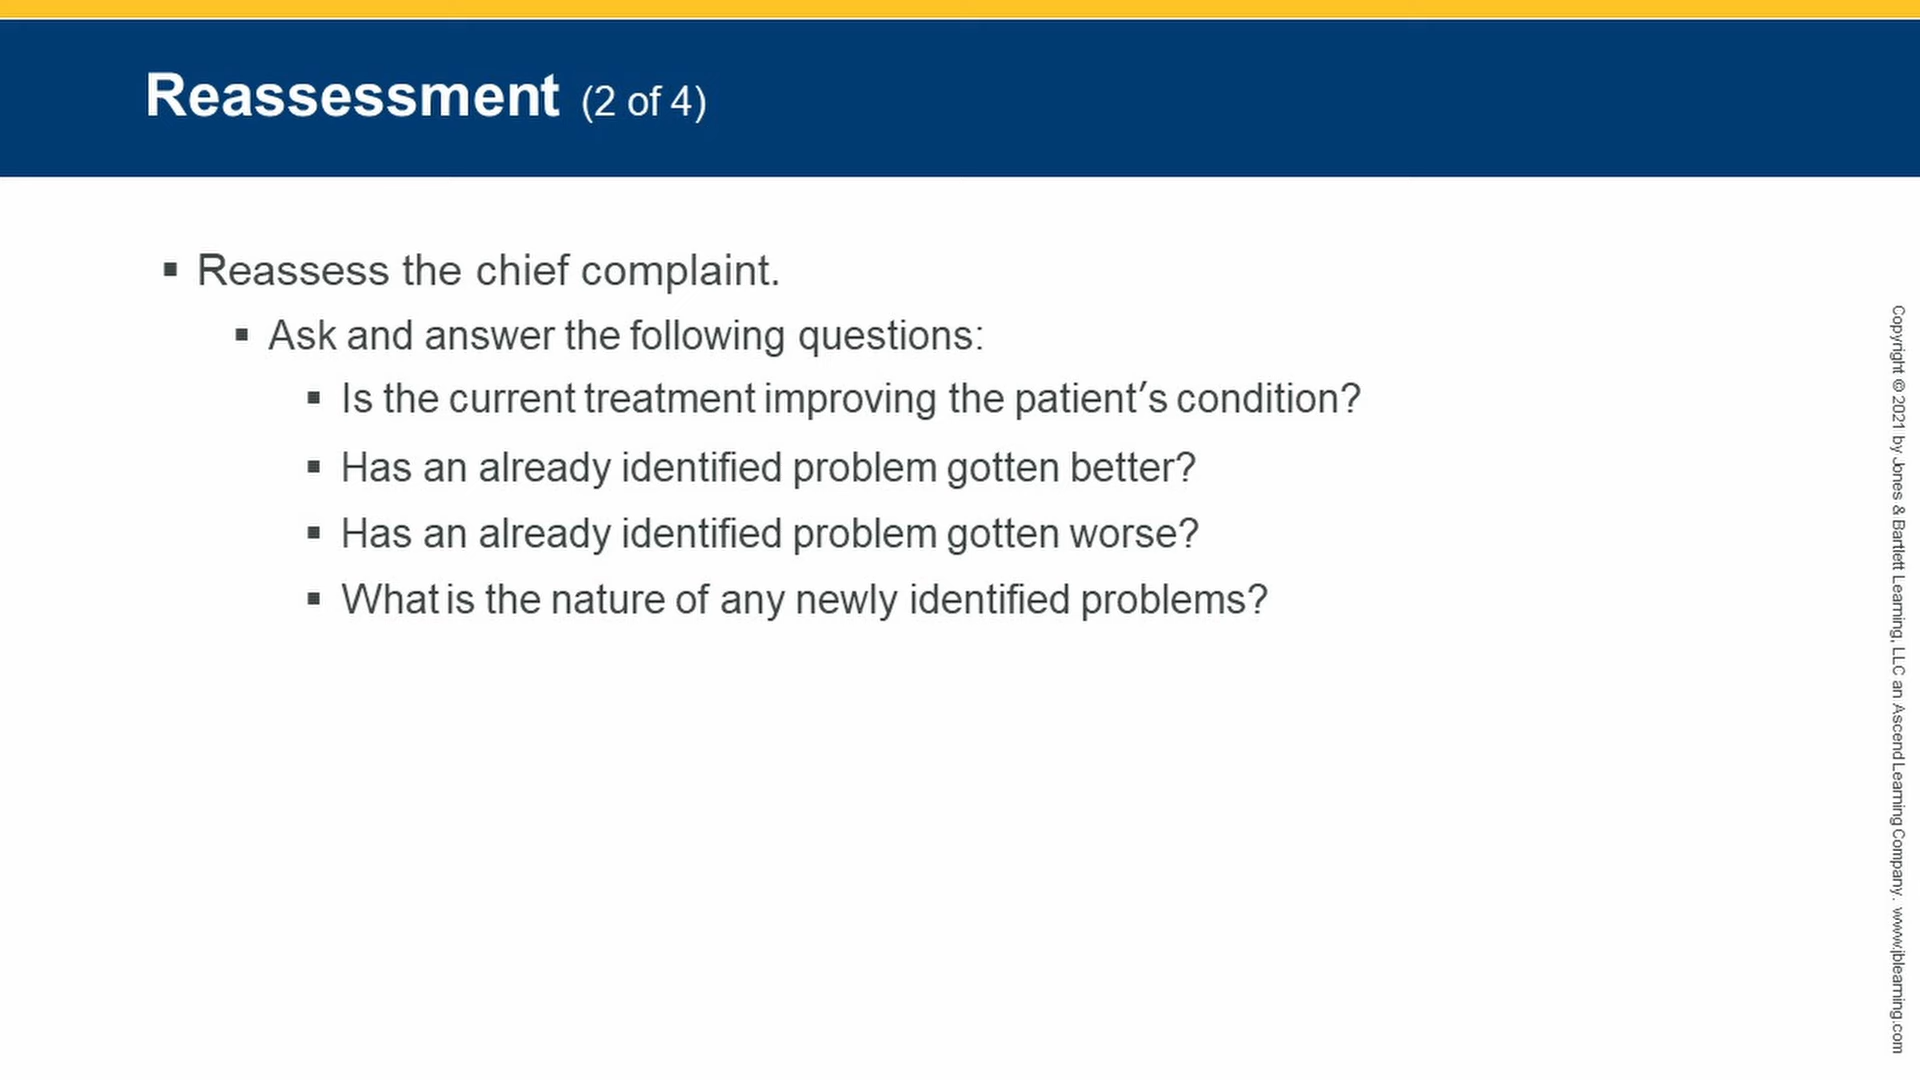 Reassessment (2 of 4)
▪ Reassess the chief complaint.
▪ Ask and answer the following questions:
▪ Is the current treatment improving the patient′s condition?
▪ Has an already identified problem gotten better?
▪ Has an already identified problem gotten worse?
▪ What is the nature of any newly identified problems?
Copyright © 2021 by Jones & Bartlett Learning, LLC an Ascend Learning Company. www.jblearning.com